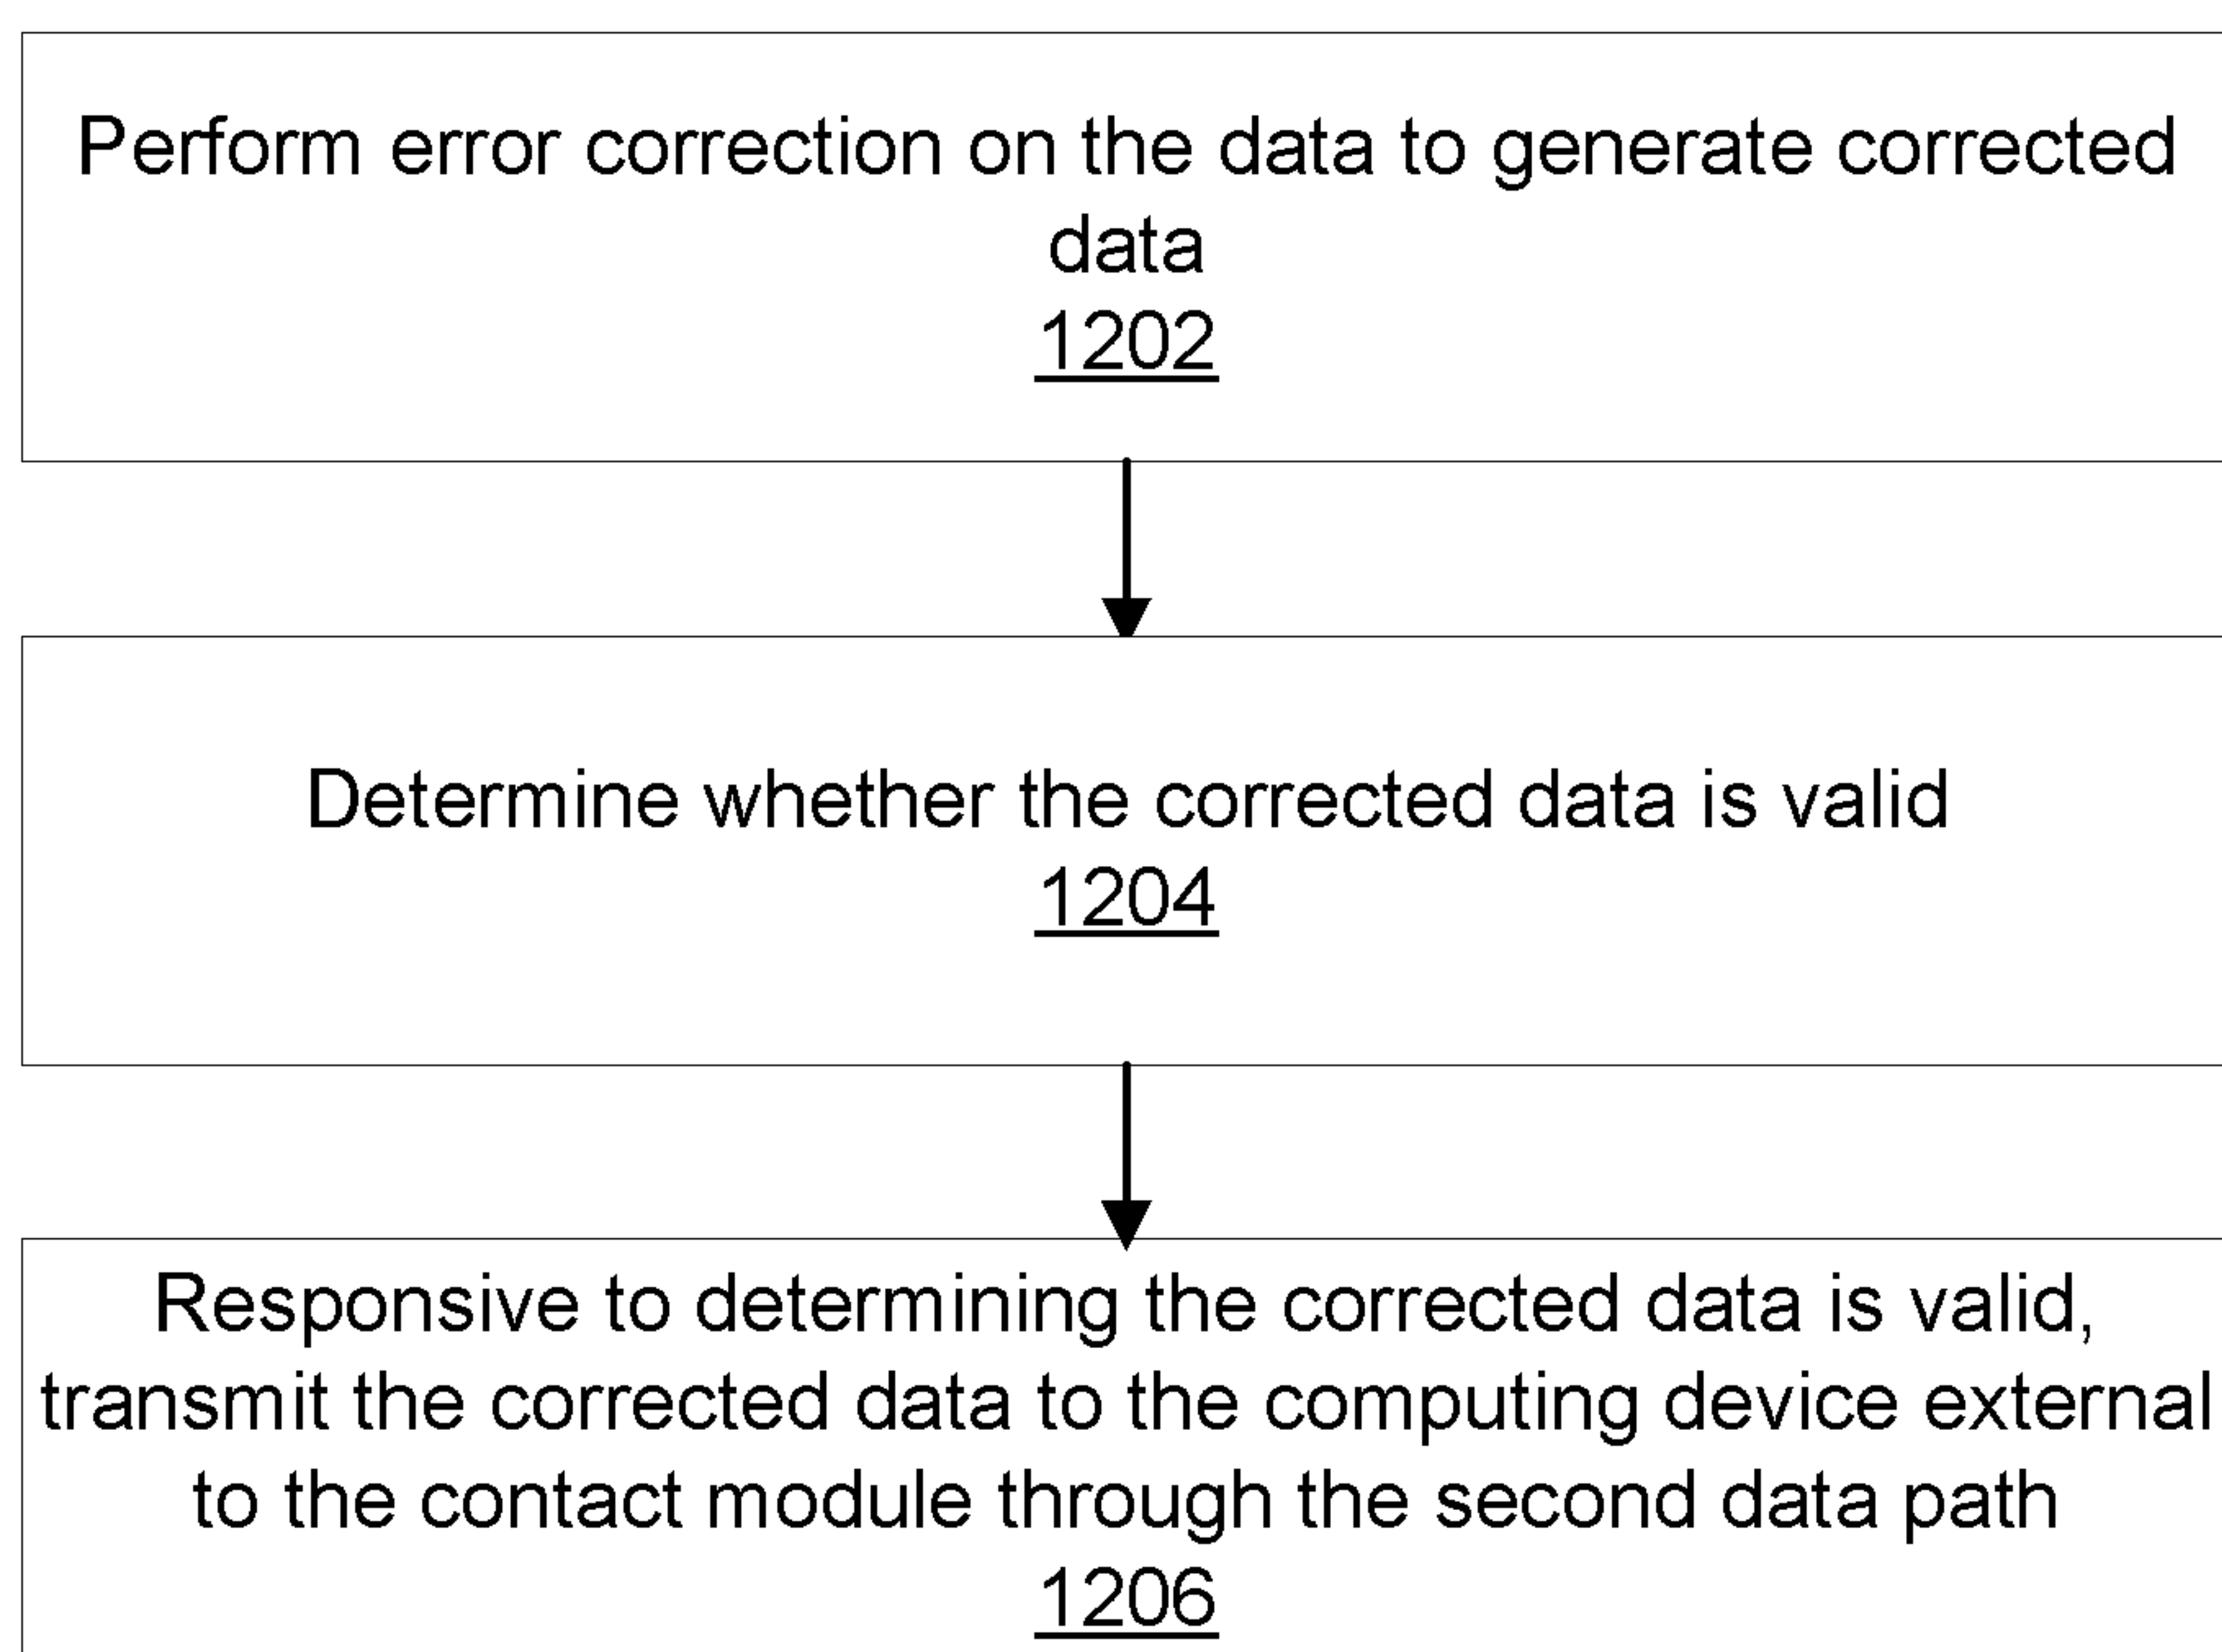 Perform error correction on the data to generate corrected
data
1202
Determine whether the corrected data is valid
1204
Responsive to determining the corrected data is valid,
transmit the corrected data to the computing device external
to the contact module through the second data path
1206